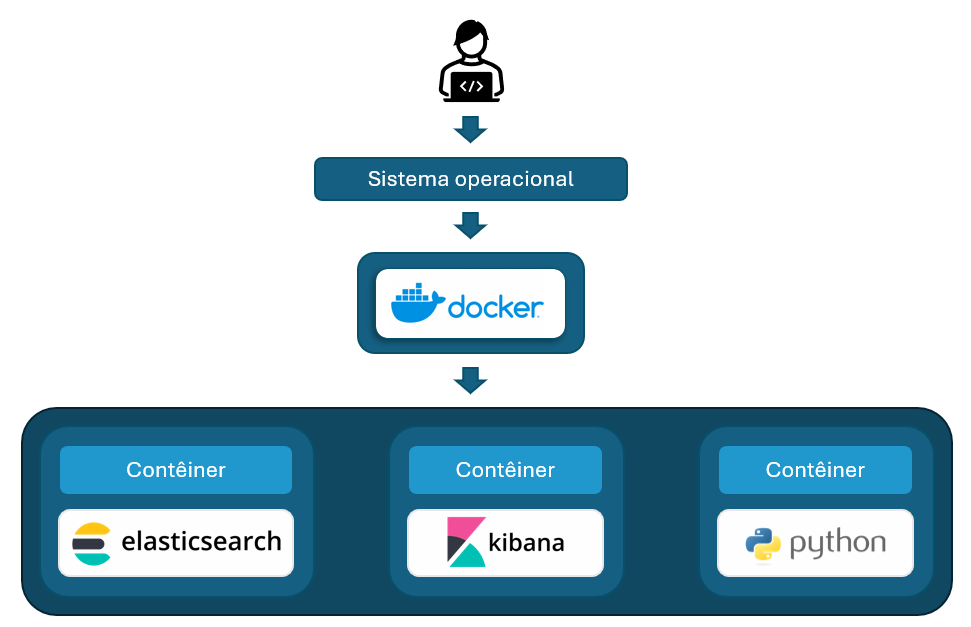 </>
Sistema operacional
docker
Contêiner
elasticsearch
Contêiner
kibana
Contêiner
python